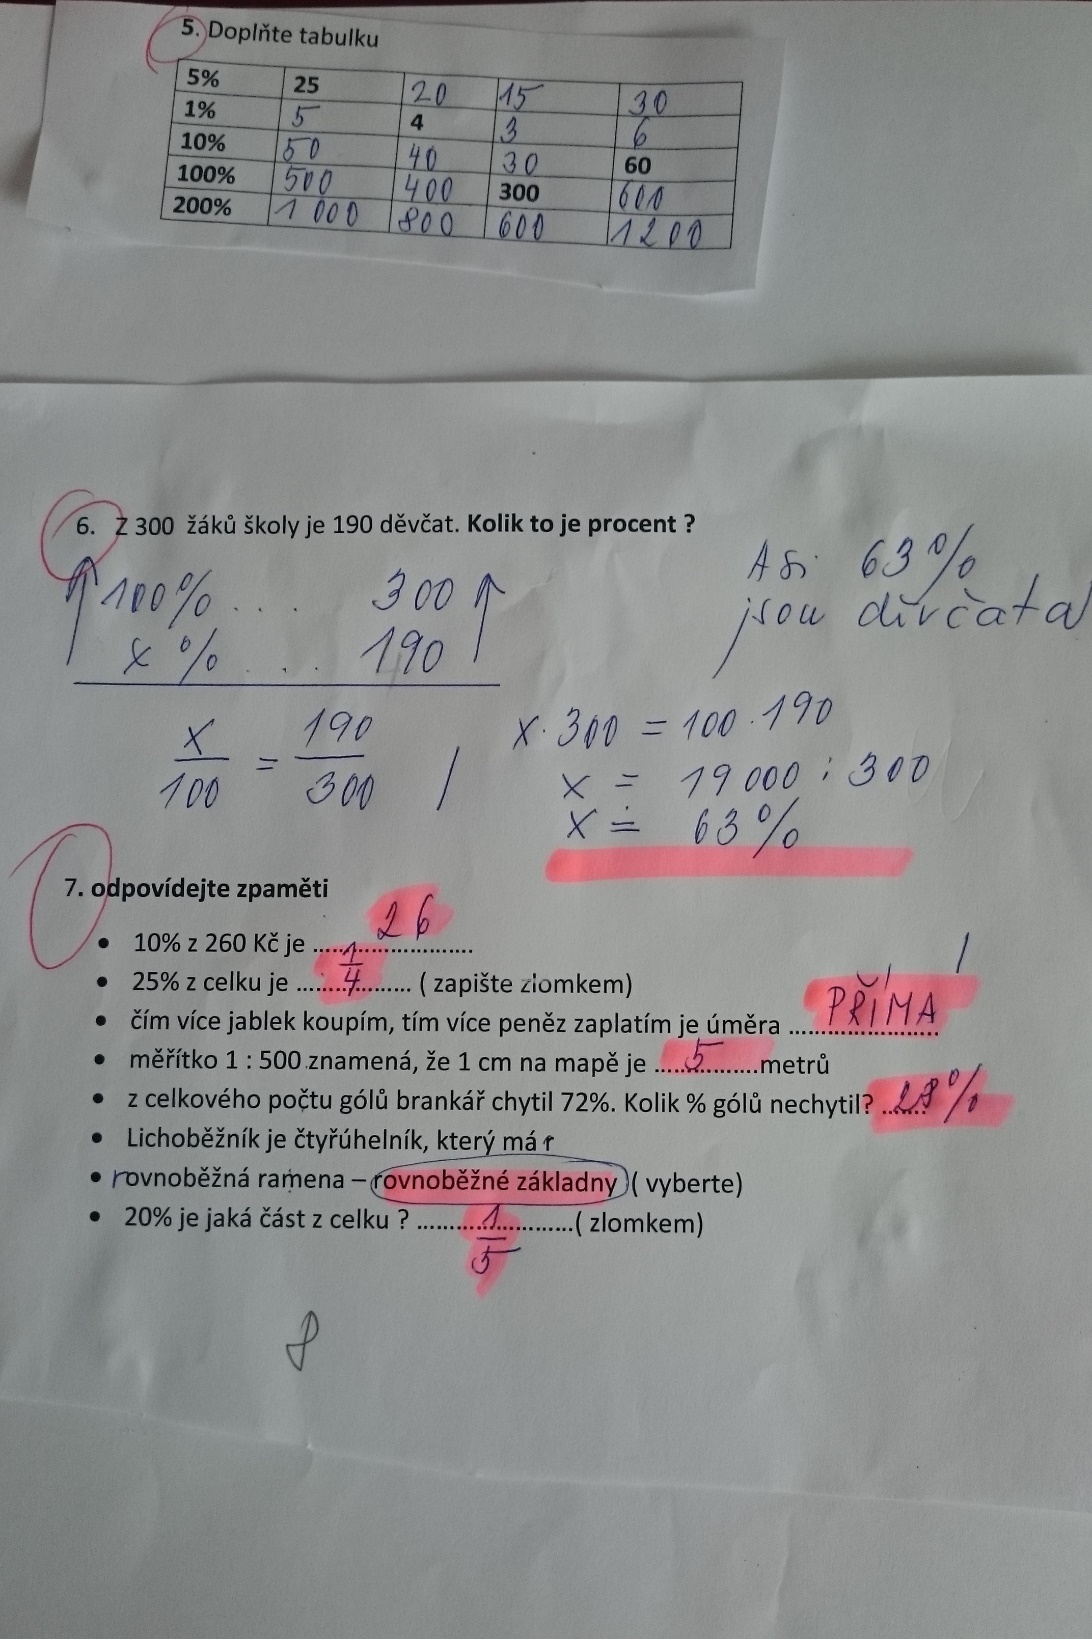 5. Doplňte tabulku
5% 25 20 15 30
1% 5 4 3 6
10% 50 40 30 60
100% 500 400 300 600
200% 1 000 800 600 1200
6. Z 300 žáků školy je 190 děvčat. Kolik to je procent ?
100% . . . 300
x % . . . 190
Asi 63%
jsou děvčata
x/100 = 190/300
x · 300 = 100 · 190
x = 19 000 : 300
x ≐ 63%
7. odpovídejte zpaměti
• 10% z 260 Kč je ..... 26 .....
• 25% z celku je ..... 1/4 ..... ( zapište zlomkem)
• čím více jablek koupím, tím více peněz zaplatím je úměra ..... PŘÍMÁ .....
• měřítko 1 : 500 znamená, že 1 cm na mapě je ..... 5 ..... metrů
• z celkového počtu gólů brankář chytil 72%. Kolik % gólů nechytil? ..... 28%
• Lichoběžník je čtyřúhelník, který má r
• rovnoběžná ramena – rovnoběžné základny ( vyberte)
• 20% je jaká část z celku ? ..... 1/5 ..... ( zlomkem)